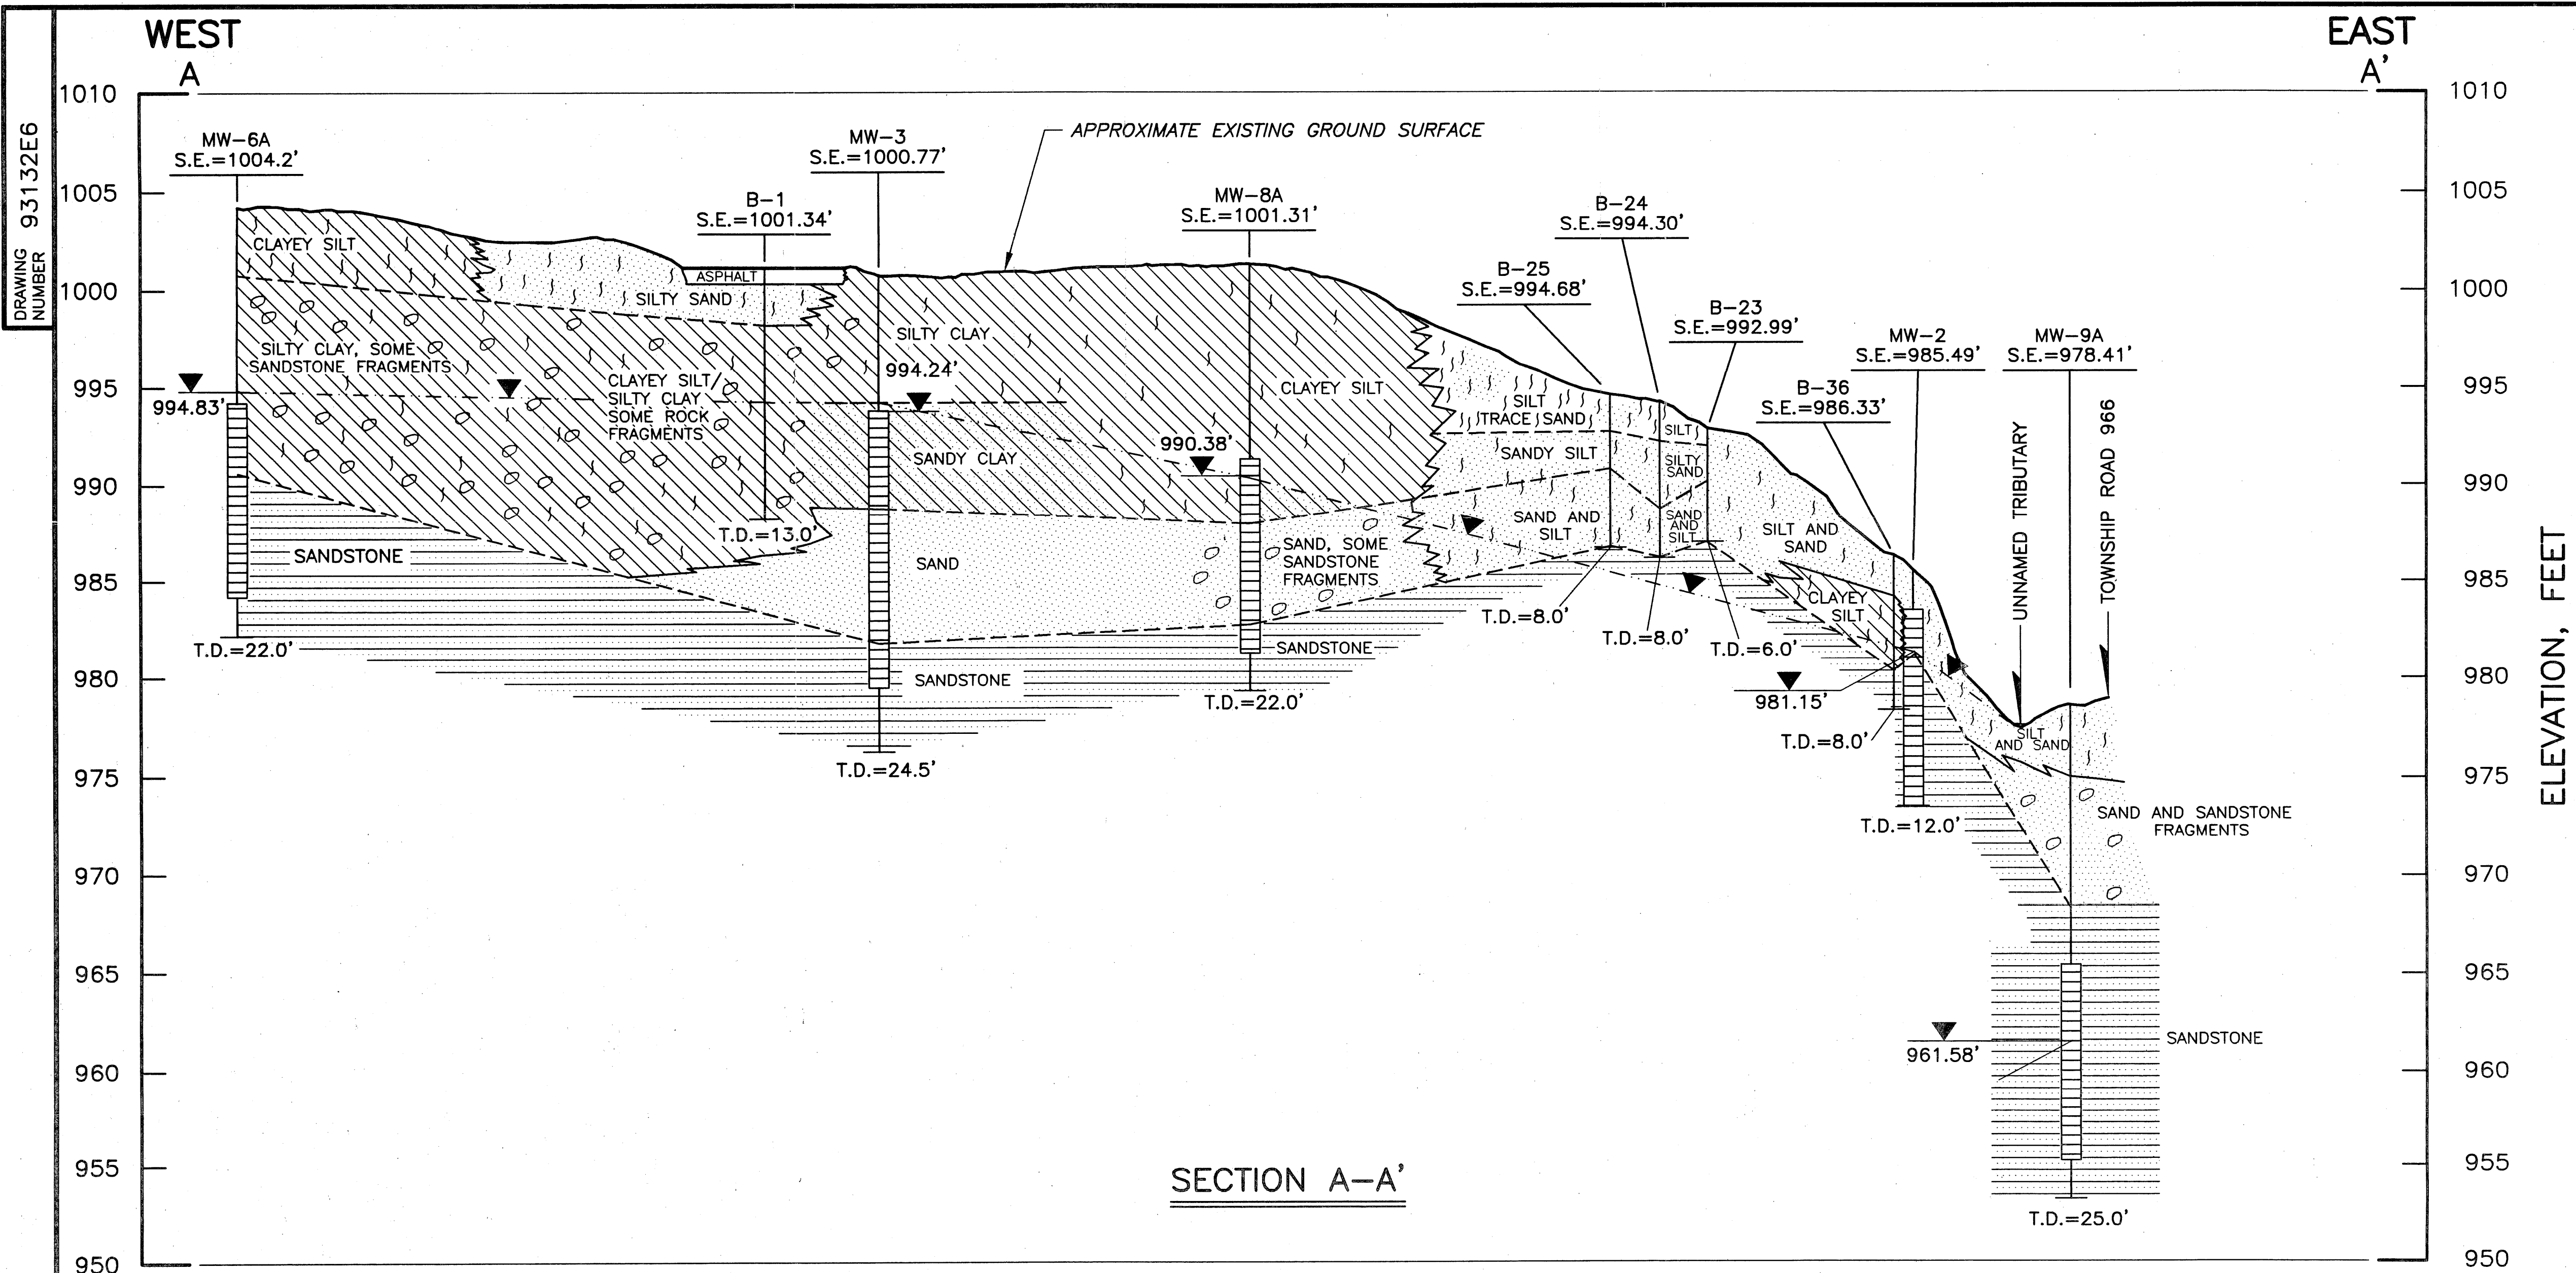 WEST
EAST
A
A'
DRAWING
NUMBER
93132E6
1010
1005
1000
995
990
985
980
975
970
965
960
955
950
MW-6A
S.E.=1004.2'
B-1
S.E.=1001.34'
MW-3
S.E.=1000.77'
APPROXIMATE EXISTING GROUND SURFACE
MW-8A
S.E.=1001.31'
B-25
S.E.=994.68'
B-24
S.E.=994.30'
B-23
S.E.=992.99'
B-36
S.E.=986.33'
MW-2
S.E.=985.49'
MW-9A
S.E.=978.41'
UNNAMED TRIBUTARY
TOWNSHIP ROAD 966
CLAYEY SILT
SILTY CLAY, SOME
SANDSTONE FRAGMENTS
994.83'
SANDSTONE
T.D.=22.0'
ASPHALT
SILTY SAND
CLAYEY SILT/
SILTY CLAY
SOME ROCK
FRAGMENTS
T.D.=13.0'
SILTY CLAY
994.24'
SANDY CLAY
SAND
SANDSTONE
T.D.=24.5'
CLAYEY SILT
990.38'
SAND, SOME
SANDSTONE
FRAGMENTS
SANDSTONE
T.D.=22.0'
SILT
TRACE SAND
SANDY SILT
SAND AND
SILT
T.D.=8.0'
SILT
SILTY
SAND
SAND
AND
SILT
T.D.=8.0'
T.D.=6.0'
SILT AND
SAND
CLAYEY
SILT
981.15'
T.D.=8.0'
T.D.=12.0'
SILT
AND SAND
SAND AND SANDSTONE
FRAGMENTS
961.58'
SANDSTONE
T.D.=25.0'
SECTION A-A'
1010
1005
1000
995
990
985
980
975
970
965
960
955
950
ELEVATION, FEET